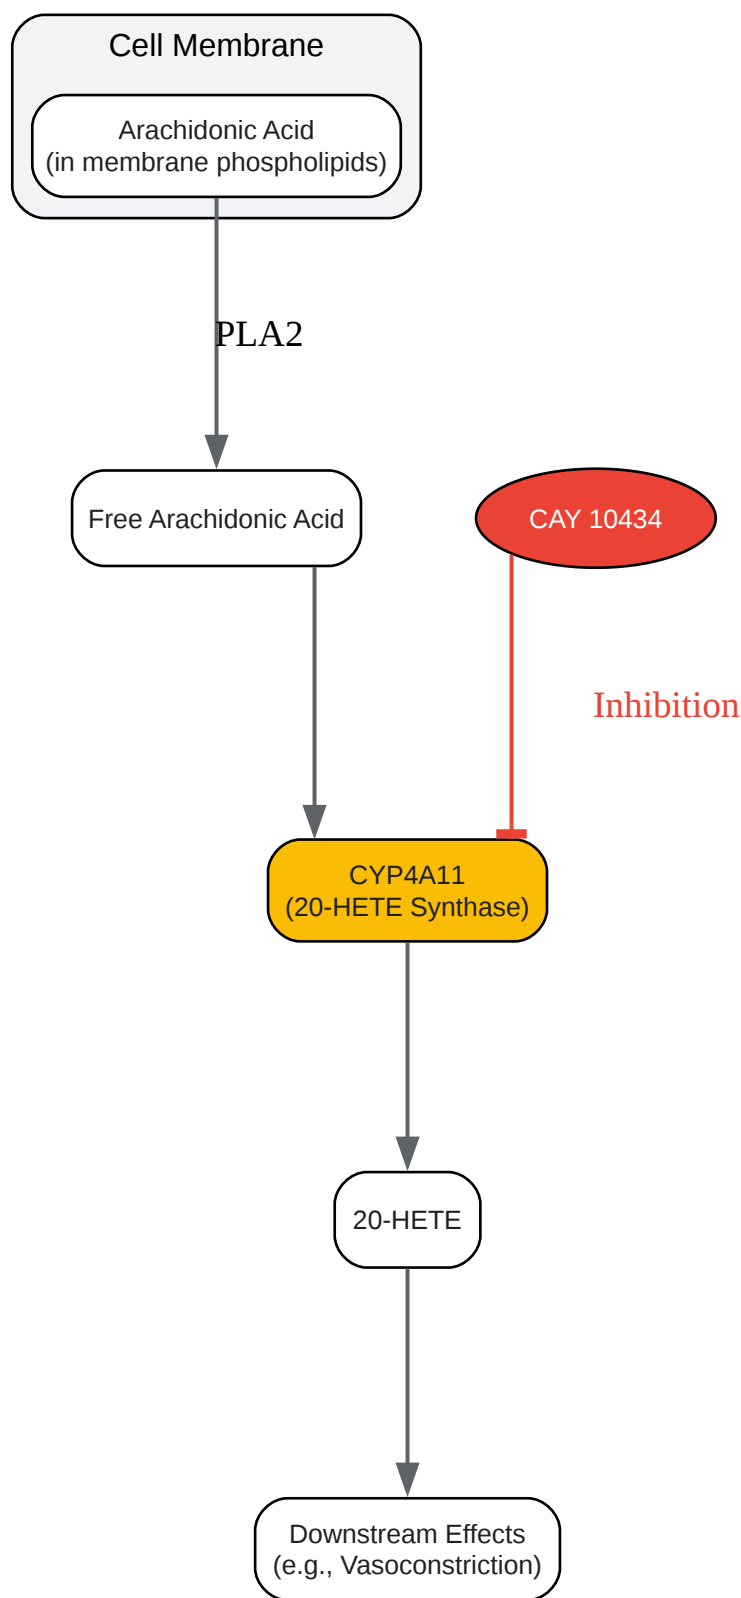 Cell Membrane
Arachidonic Acid
(in membrane phospholipids)
PLA2
Free Arachidonic Acid
CAY 10434
Inhibition
CYP4A11
(20-HETE Synthase)
20-HETE
Downstream Effects
(e.g., Vasoconstriction)